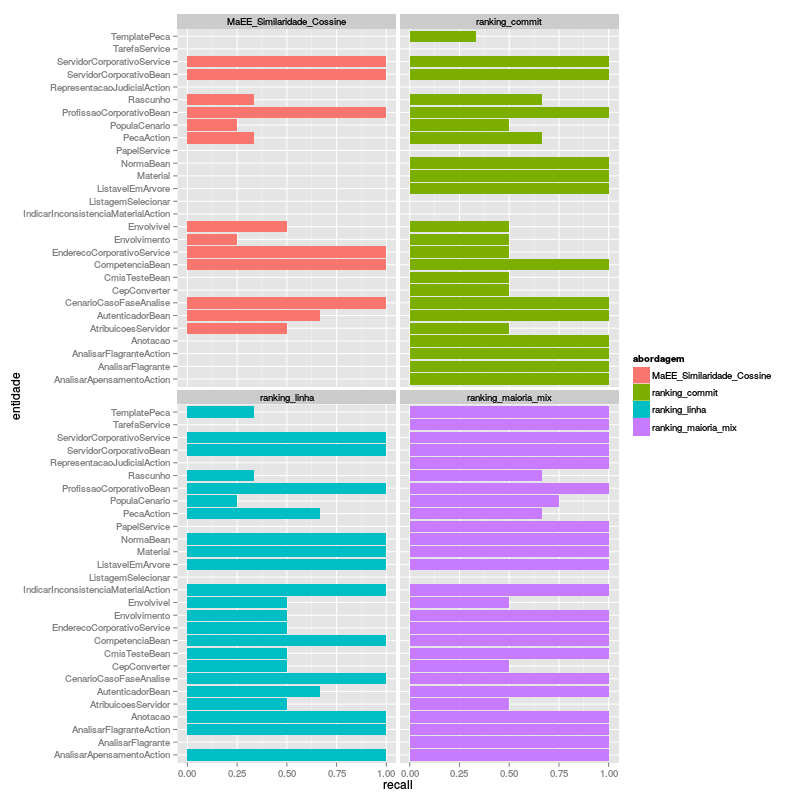 MaEE_Similaridade_Cossine
ranking_commit
TemplatePeca
TarefaService
ServidorCorporativoService
ServidorCorporativoBean
RepresentacaoJudicialAction
Rascunho
ProfissaoCorporativoBean
PopulaCenario
PecaAction
PapelService
NormaBean
Material
ListavelEmArvore
ListagemSelecionar
IndicarInconsistenciaMaterialAction
Envolvivel
Envolvimento
EnderecoCorporativoService
CompetenciaBean
CmisTesteBean
CepConverter
CenarioCasoFaseAnalise
AutenticadorBean
AtribuicoesServidor
Anotacao
AnalisarFlagranteAction
AnalisarFlagrante
AnalisarApensamentoAction
entidade
ranking_linha
ranking_maioria_mix
TemplatePeca
TarefaService
ServidorCorporativoService
ServidorCorporativoBean
RepresentacaoJudicialAction
Rascunho
ProfissaoCorporativoBean
PopulaCenario
PecaAction
PapelService
NormaBean
Material
ListavelEmArvore
ListagemSelecionar
IndicarInconsistenciaMaterialAction
Envolvivel
Envolvimento
EnderecoCorporativoService
CompetenciaBean
CmisTesteBean
CepConverter
CenarioCasoFaseAnalise
AutenticadorBean
AtribuicoesServidor
Anotacao
AnalisarFlagranteAction
AnalisarFlagrante
AnalisarApensamentoAction
0.00 0.25 0.50 0.75 1.00 0.00 0.25 0.50 0.75 1.00
recall
abordagem
MaEE_Similaridade_Cossine
ranking_commit
ranking_linha
ranking_maioria_mix